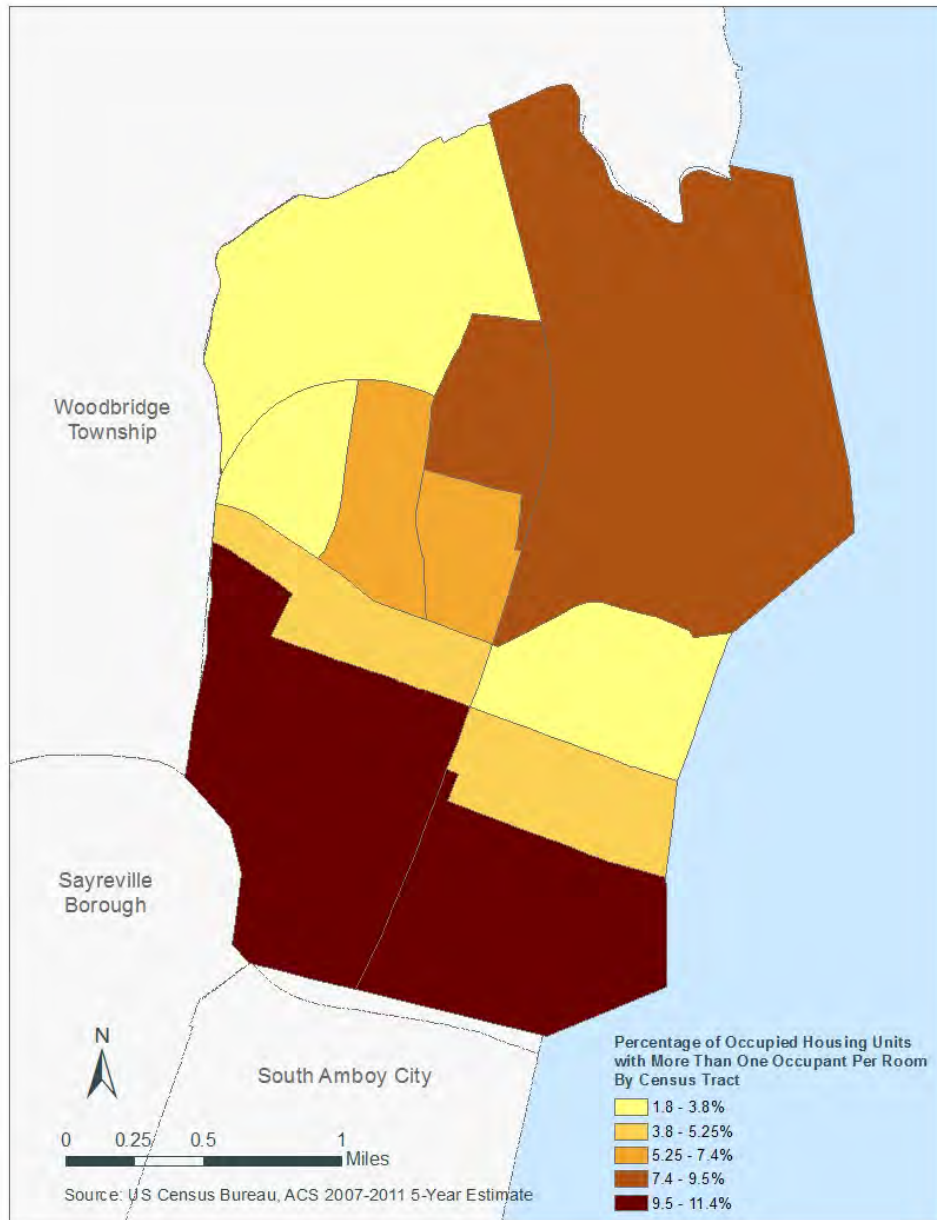 Woodbridge
Township
Sayreville
Borough
N
South Amboy City
0 0.25 0.5 1
Miles
Source: US Census Bureau, ACS 2007-2011 5-Year Estimate
Percentage of Occupied Housing Units
with More Than One Occupant Per Room
By Census Tract
1.8 - 3.8%
3.8 - 5.25%
5.25 - 7.4%
7.4 - 9.5%
9.5 - 11.4%